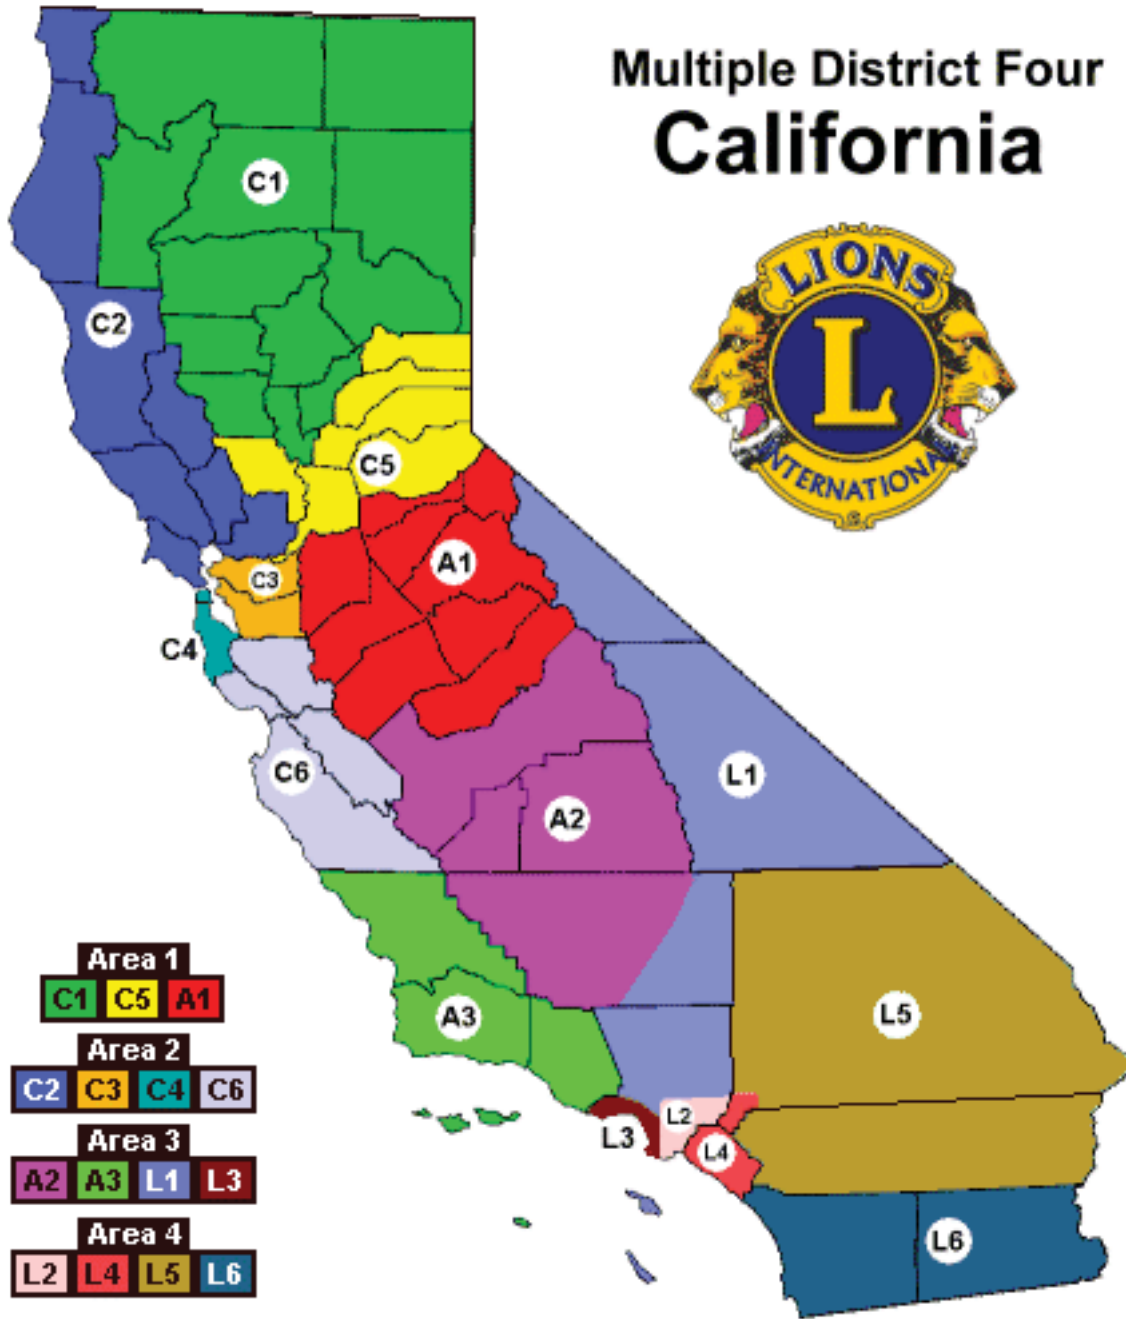 Multiple District Four
California
LIONS
L
INTERNATIONAL
C1
C2
C5
A1
C3
C4
C6
L1
A2
A3
L5
L2
L3
L4
L6
Area 1
C1 C5 A1
Area 2
C2 C3 C4 C6
Area 3
A2 A3 L1 L3
Area 4
L2 L4 L5 L6